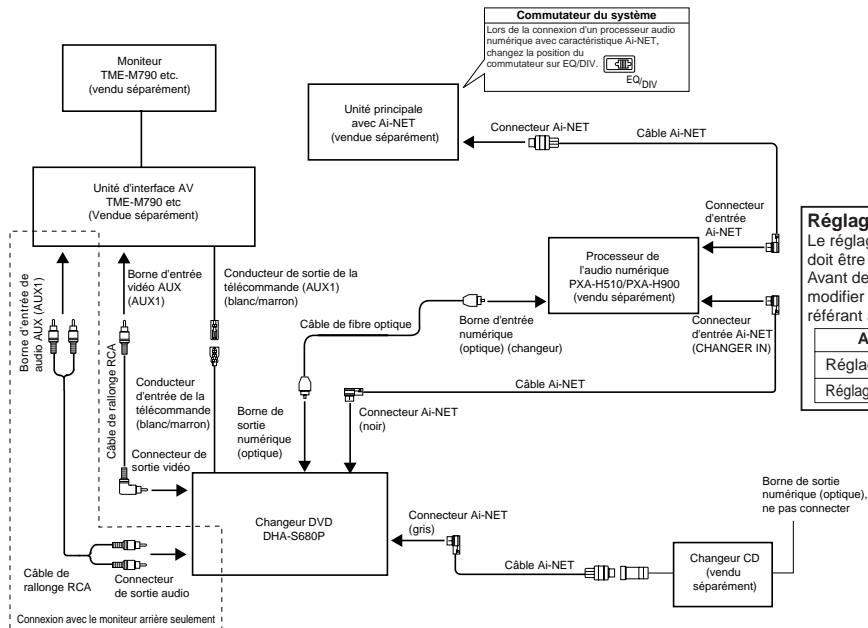 Commutateur du système
Lors de la connexion d'un processeur audio
numérique avec caractéristique Ai-NET,
changez la position du
commutateur sur EQ/DIV.
EQ/DIV
Moniteur
TME-M790 etc.
(vendu séparément)
Unité principale
avec Ai-NET
(vendue séparément)
Connecteur Ai-NET
Câble Ai-NET
Unité d'interface AV
TME-M790 etc
(Vendue séparément)
Connecteur
d'entrée
Ai-NET
Réglag
Le réglag
doit être
Avant de
modifier
référant
A
Réglag
Réglag
Processeur de
l'audio numérique
PXA-H510/PXA-H900
(vendu séparément)
Borne d'entrée de
audio AUX (AUX1)
Borne d'entrée
vidéo AUX
(AUX1)
Conducteur de sortie de la
télécommande (AUX1)
(blanc/marron)
Câble de fibre optique
Borne d'entrée
numérique
(optique) (changeur)
Connecteur
d'entrée Ai-NET
(CHANGER IN)
Câble de rallonge RCA
Conducteur
d'entrée de la
télécommande
(blanc/marron)
Câble Ai-NET
Borne de
sortie
numérique
(optique)
Connecteur Ai-NET
(noir)
Connecteur de
sortie vidéo
Changeur DVD
DHA-S680P
Connecteur Ai-NET
(gris)
Câble Ai-NET
Borne de sortie
numérique (optique),
ne pas connecter
Changeur CD
(vendu
séparément)
Câble de
rallonge RCA
Connecteur
de sortie audio
Connexion avec le moniteur arrière seulement